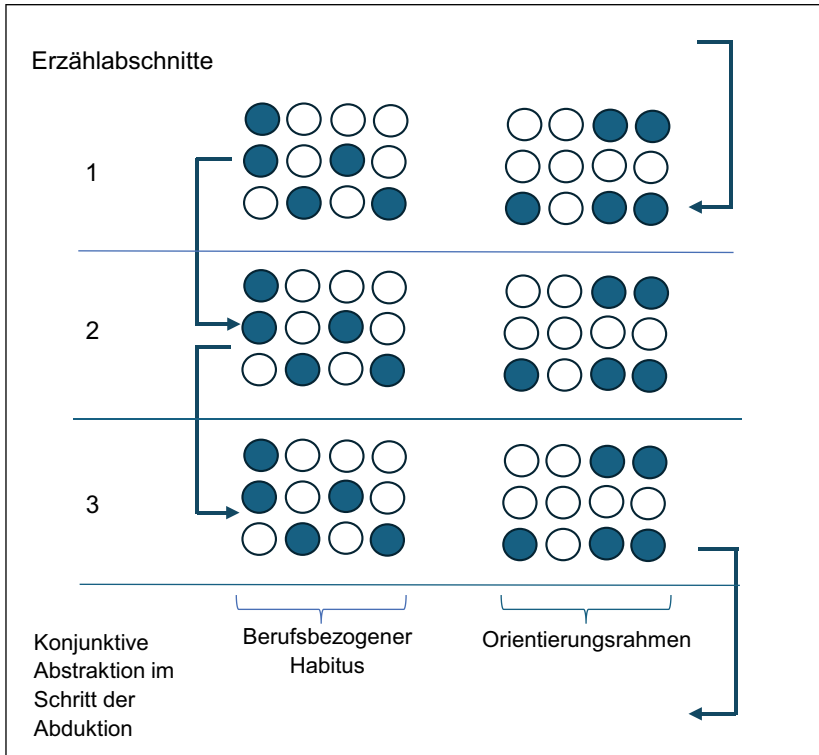 Erzählabschnitte
1
2
3
Berufsbezogener
Habitus
Orientierungsrahmen
Konjunktive
Abstraktion im
Schritt der
Abduktion